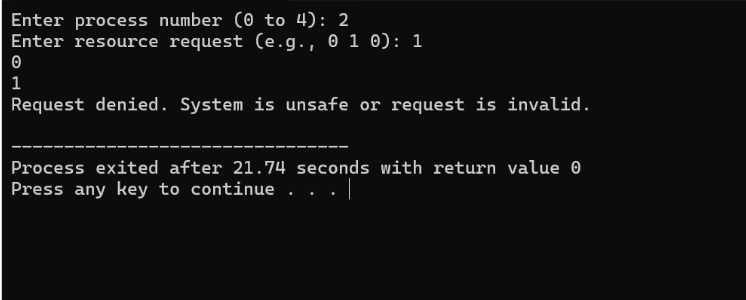 Enter process number (0 to 4): 2
Enter resource request (e.g., 0 1 0): 1
0
1
Request denied. System is unsafe or request is invalid.
--------------------------------
Process exited after 21.74 seconds with return value 0
Press any key to continue . . .